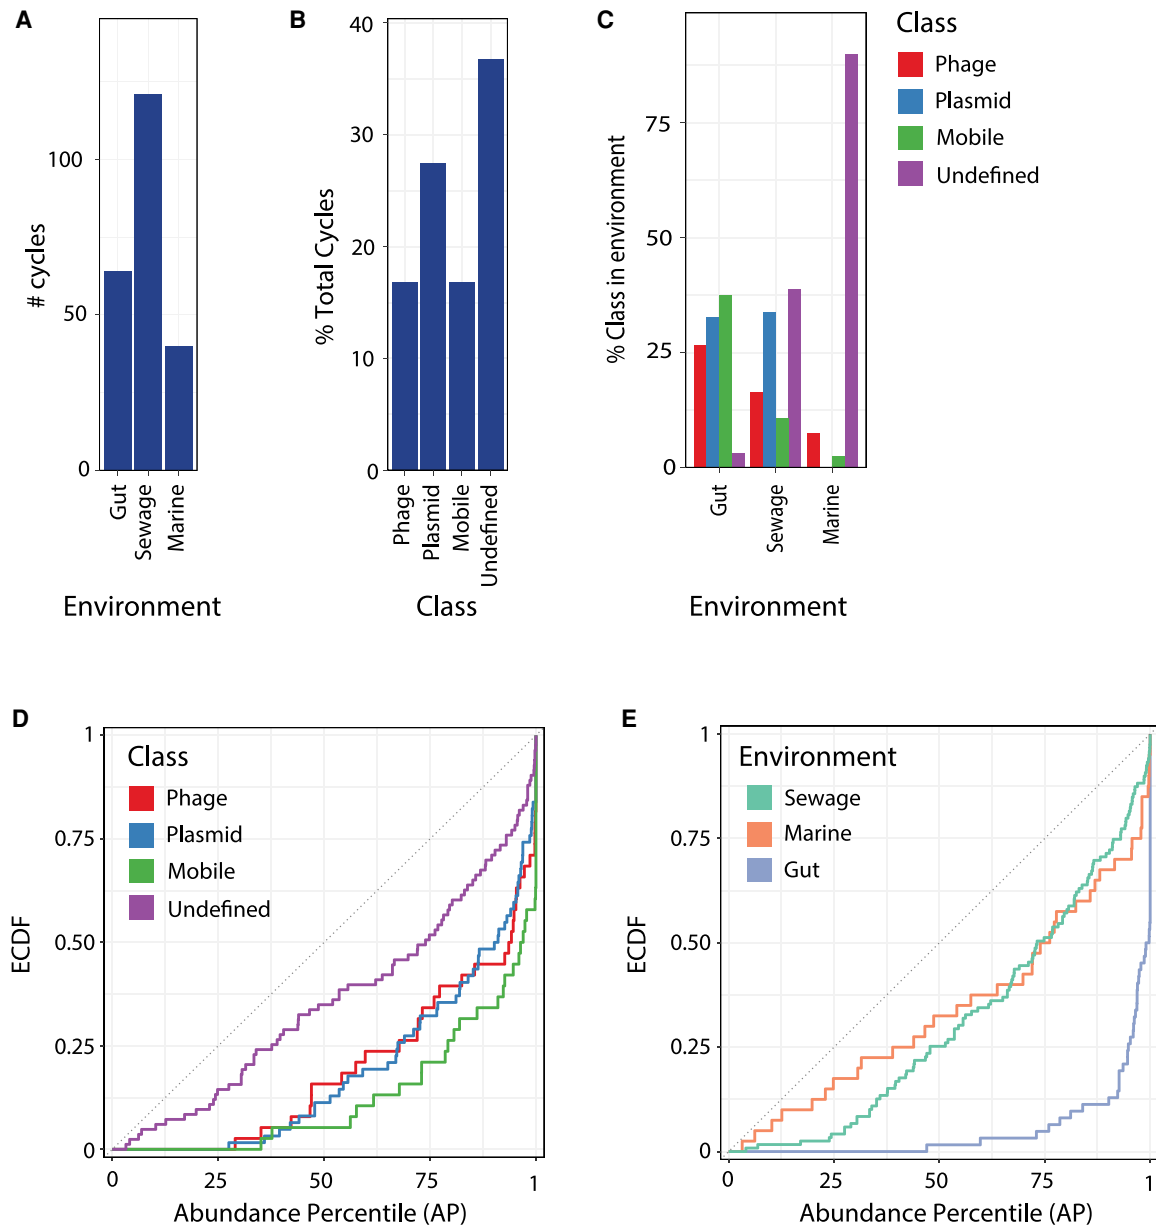 A
# cycles
100
50
0
Gut
Sewage
Marine
Environment
B
% Total Cycles
40
30
20
10
0
Phage
Plasmid
Mobile
Undefined
Class
C
% Class in environment
75
50
25
0
Gut
Sewage
Marine
Environment
Class
Phage
Plasmid
Mobile
Undefined
D
ECDF
1
0.75
0.50
0.25
0
Class
Phage
Plasmid
Mobile
Undefined
0
25
50
75
1
Abundance Percentile (AP)
E
ECDF
1
0.75
0.50
0.25
0
Environment
Sewage
Marine
Gut
0
25
50
75
1
Abundance Percentile (AP)